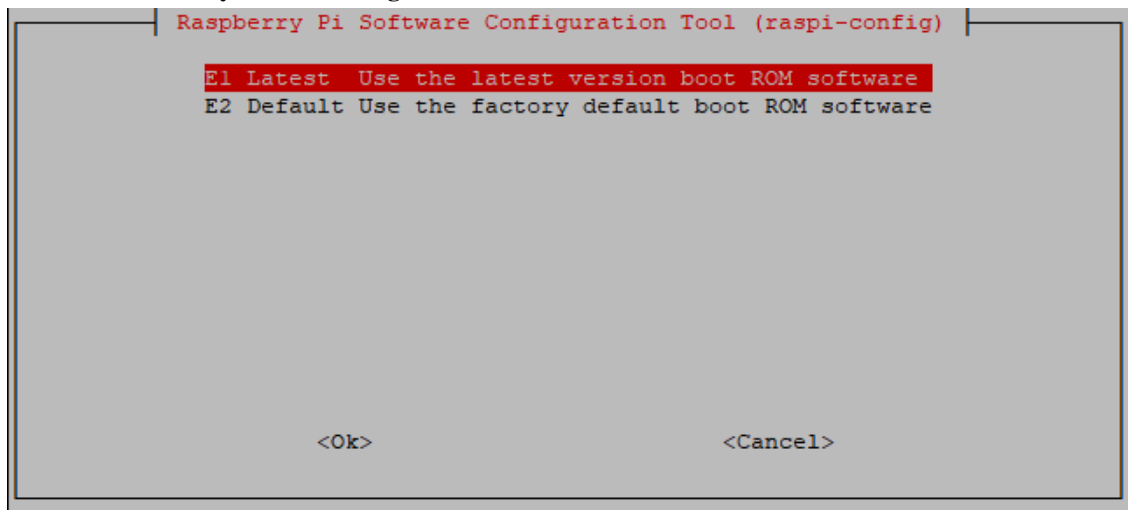 Raspberry Pi Software Configuration Tool (raspi-config)
E1 Latest Use the latest version boot ROM software
E2 Default Use the factory default boot ROM software
<Ok> <Cancel>